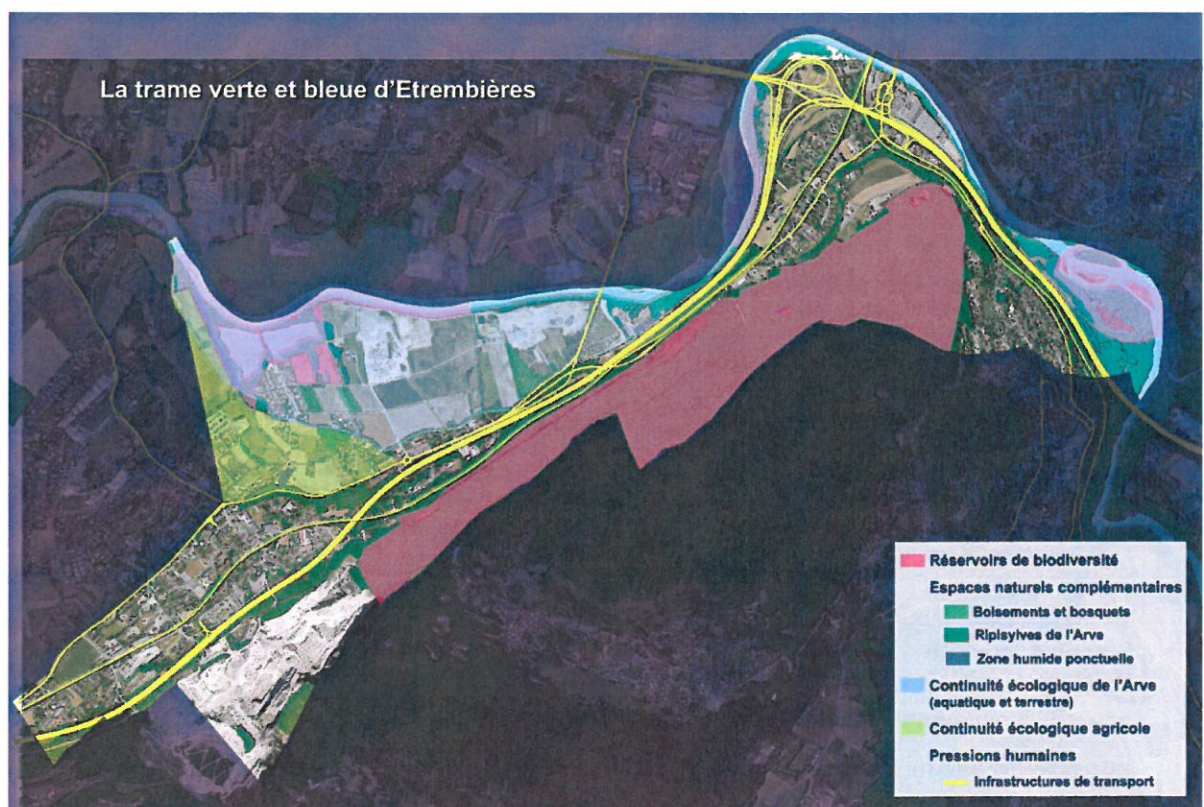 La trame verte et bleue d'Etrembières
Réservoirs de biodiversité
Espaces naturels complémentaires
Boisements et bosquets
Ripisylves de l'Arve
Zone humide ponctuelle
Continuité écologique de l'Arve
(aquatique et terrestre)
Continuité écologique agricole
Pressions humaines
Infrastructures de transport